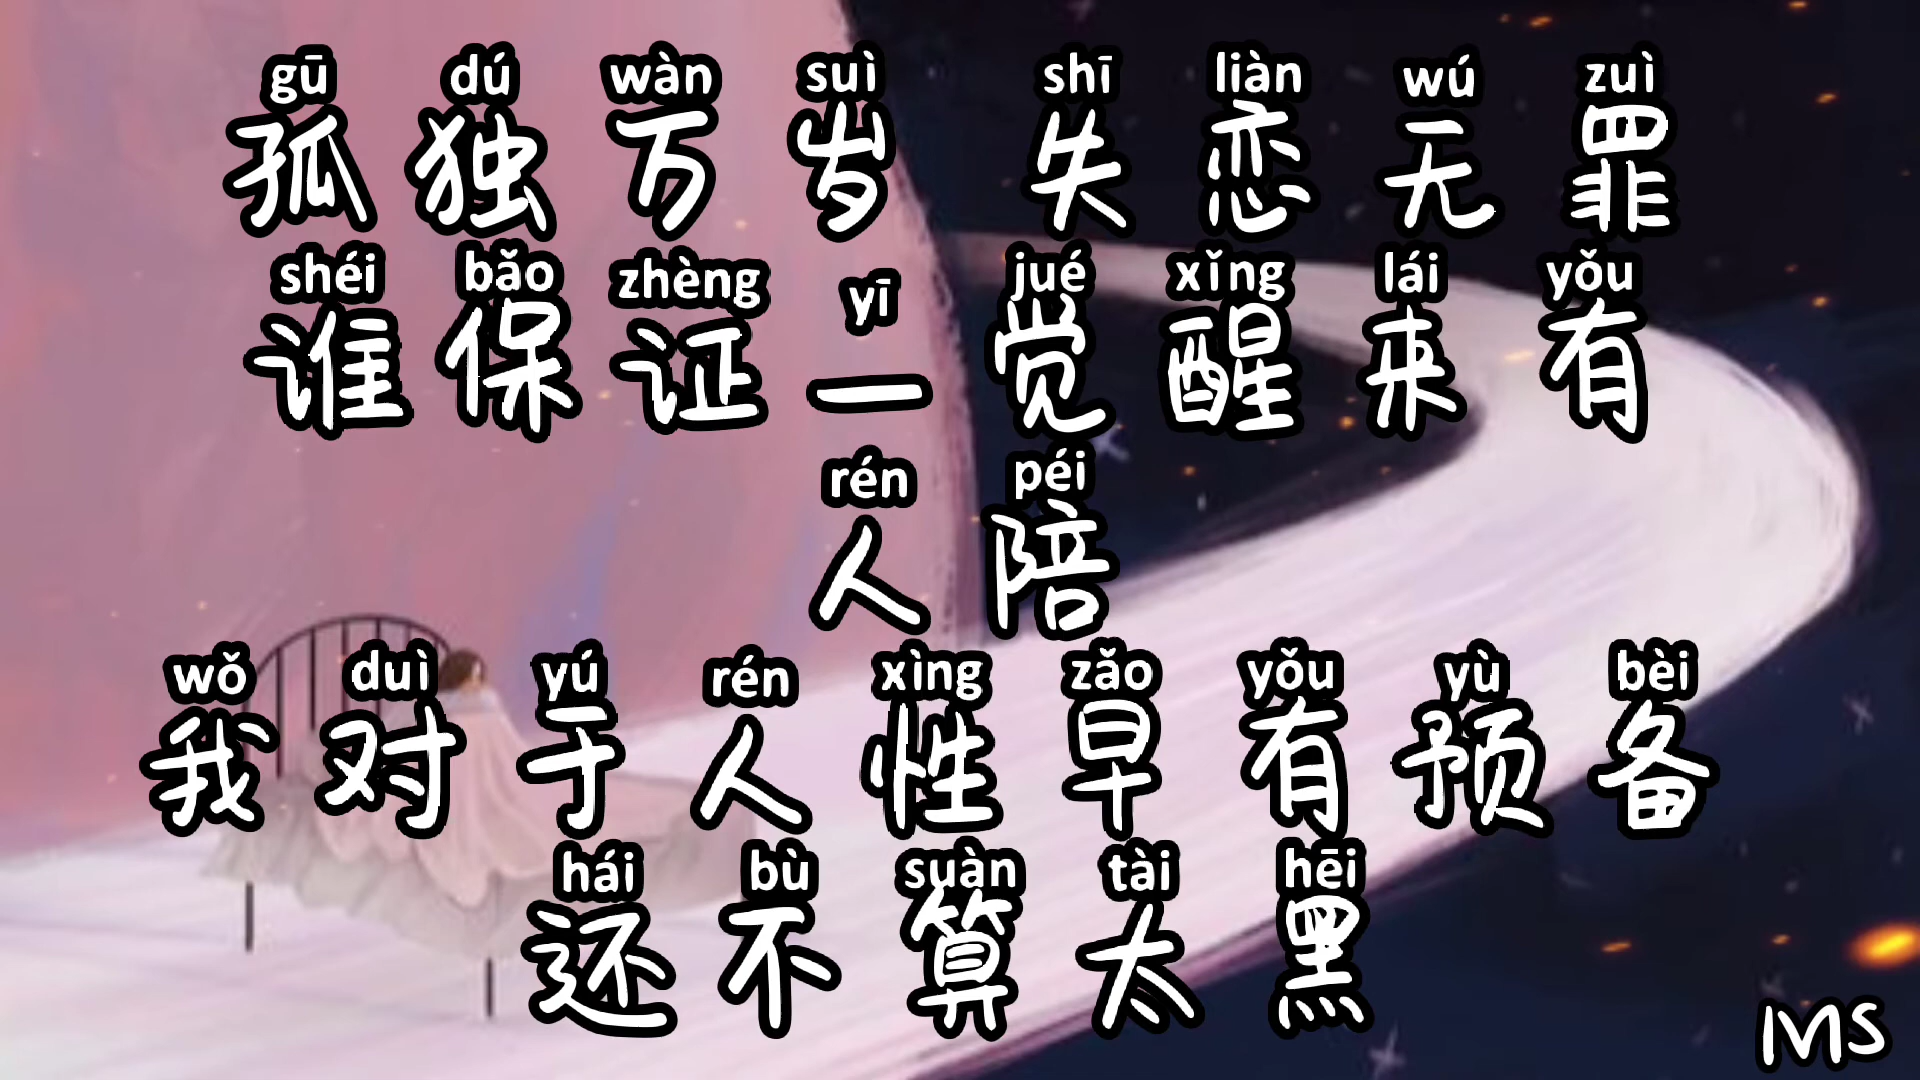 gū dú wàn suì shī liàn wú zuì
孤独万岁 失恋无罪
shéi bǎo zhèng yī jué xǐng lái yǒu
谁保证一觉醒来有
rén péi
人陪
wǒ duì yú rén xìng zǎo yǒu yù bèi
我对于人性早有预备
hái bù suàn tài hēi
还不算太黑
MS